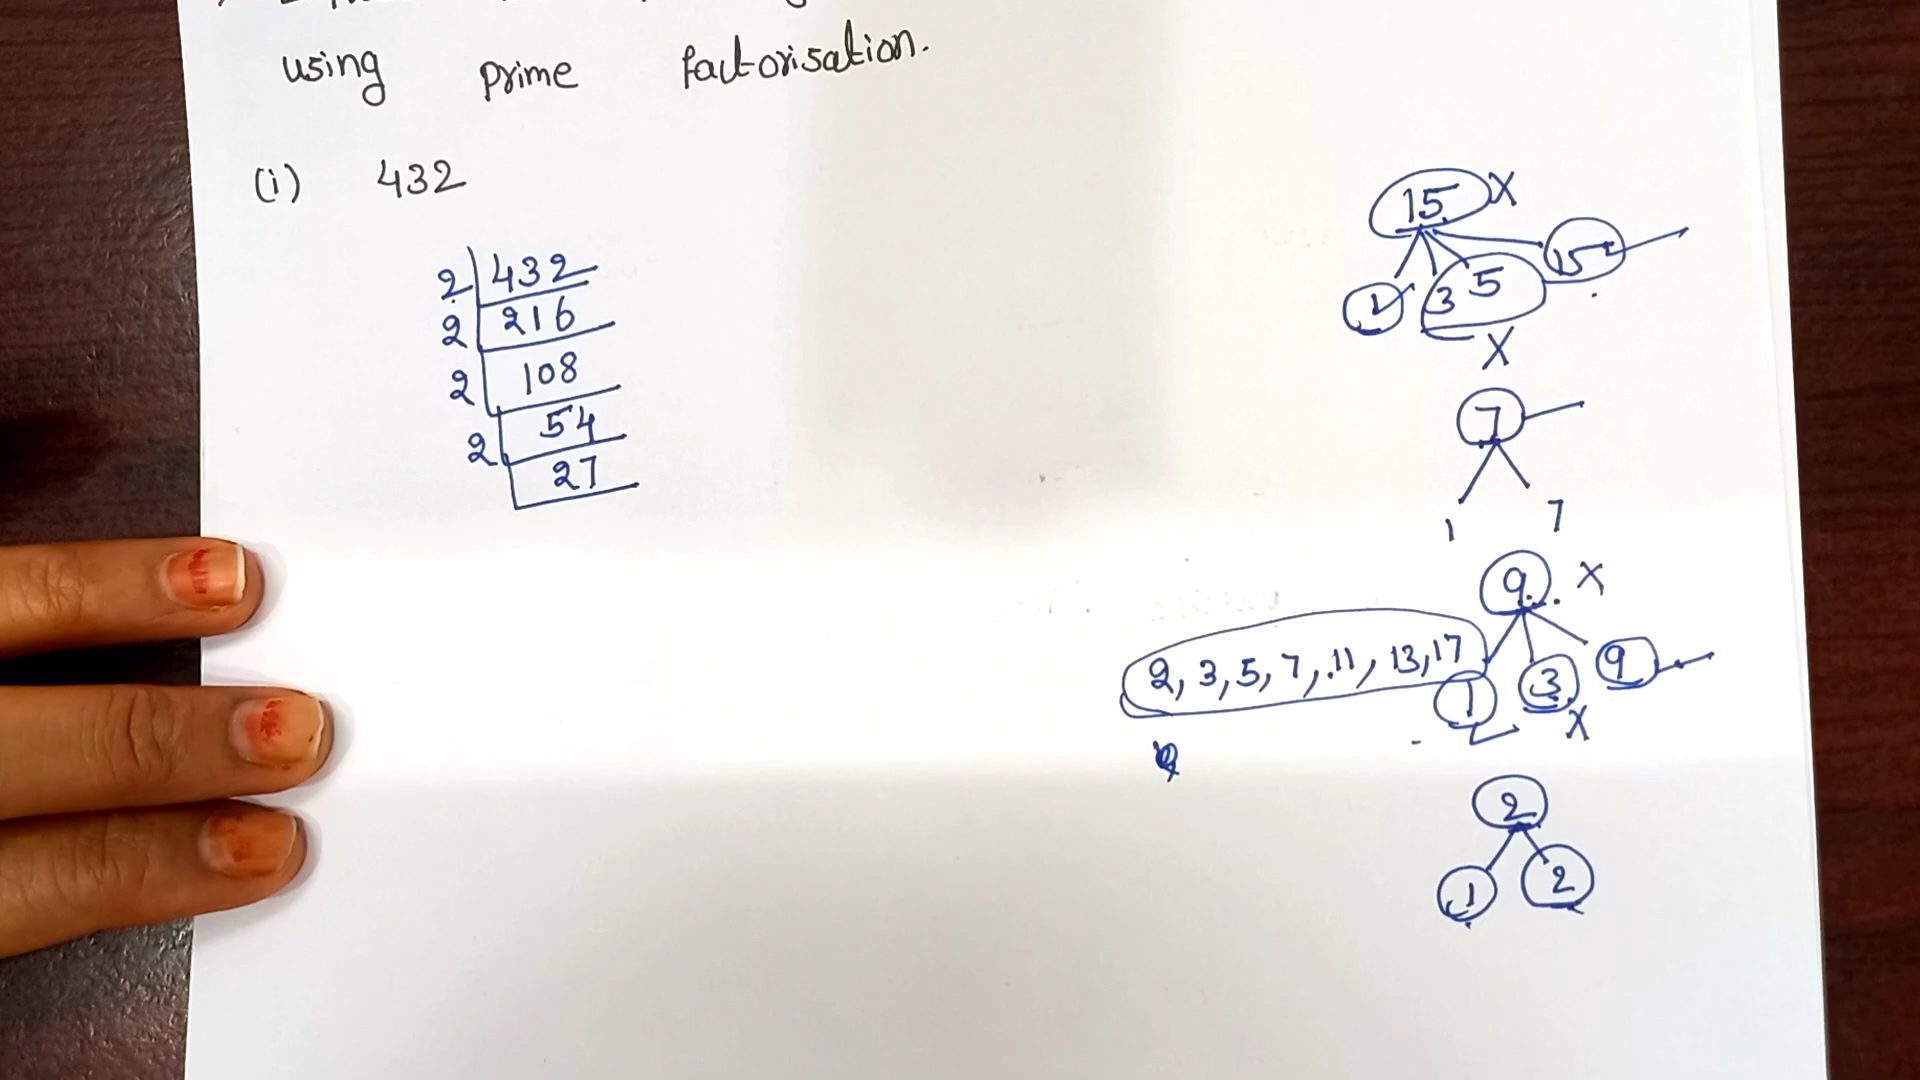 using prime factorisation.
(i) 432
2 432
2 216
2 108
2 54
27
15 X
1 3 5 15
X
7
1 7
9 X
2, 3, 5, 7, 11, 13, 17
1 3 9
X
2
1 2